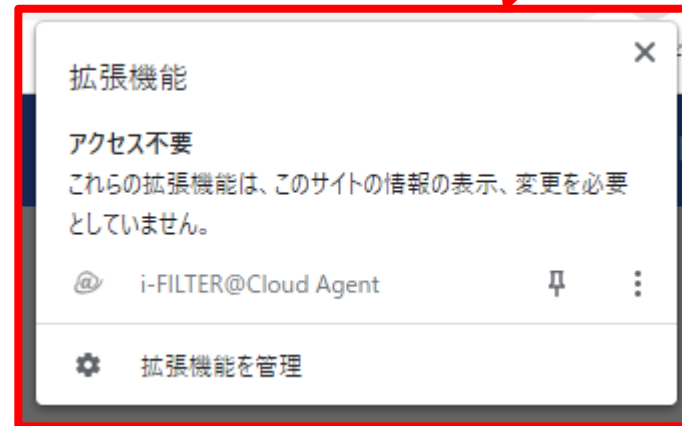 拡張機能
アクセス不要
これらの拡張機能は、このサイトの情報の表示、変更を必要
としていません。
i-FILTER@Cloud Agent
拡張機能を管理